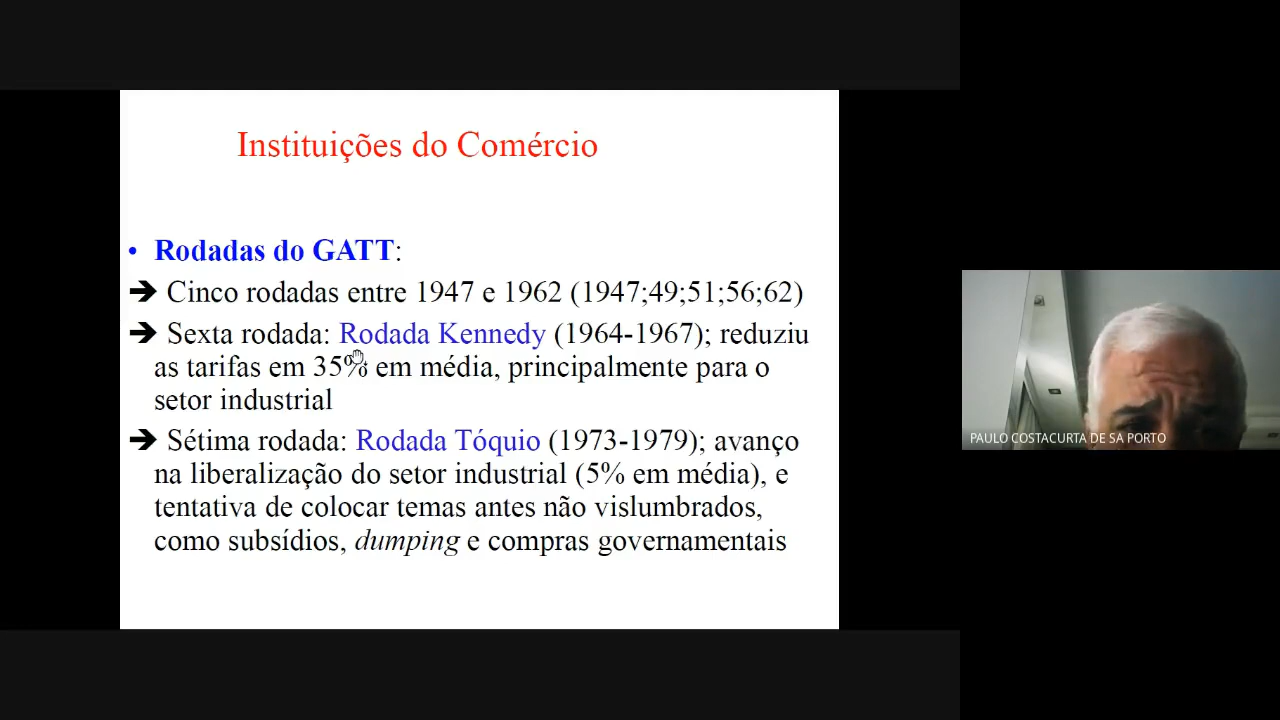 Instituições do Comércio
• Rodadas do GATT:
➔ Cinco rodadas entre 1947 e 1962 (1947;49;51;56;62)
➔ Sexta rodada: Rodada Kennedy (1964-1967); reduziu
as tarifas em 35% em média, principalmente para o
setor industrial
➔ Sétima rodada: Rodada Tóquio (1973-1979); avanço
na liberalização do setor industrial (5% em média), e
tentativa de colocar temas antes não vislumbrados,
como subsídios, dumping e compras governamentais
PAULO COSTACURTA DE SA PORTO